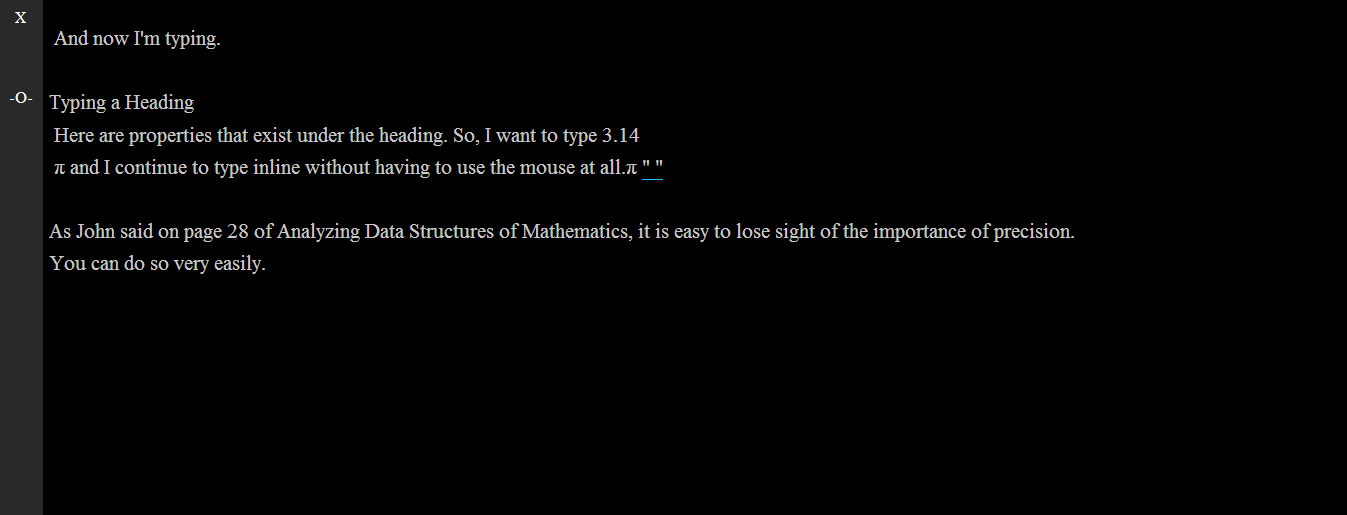 X
And now I'm typing.
-O- Typing a Heading
Here are properties that exist under the heading. So, I want to type 3.14
π and I continue to type inline without having to use the mouse at all.π " "
As John said on page 28 of Analyzing Data Structures of Mathematics, it is easy to lose sight of the importance of precision.
You can do so very easily.